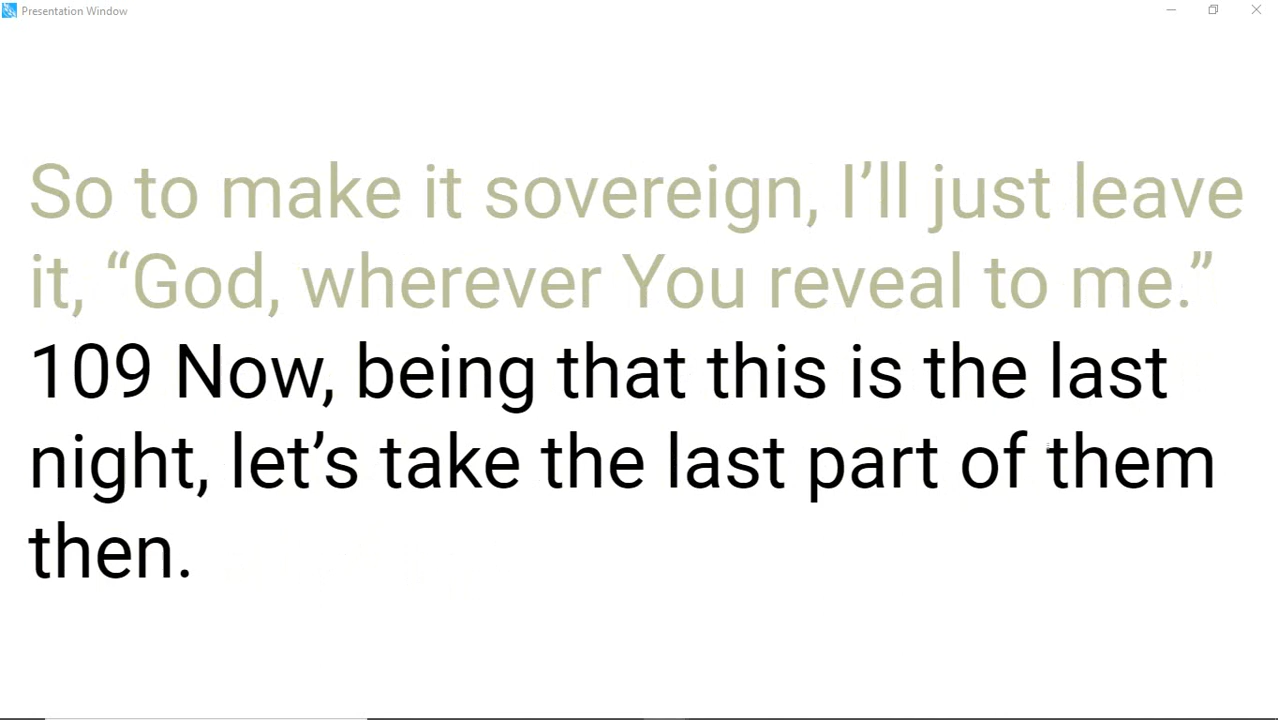 Presentation Window
So to make it sovereign, I’ll just leave
it, “God, wherever You reveal to me.”
109 Now, being that this is the last
night, let’s take the last part of them
then.